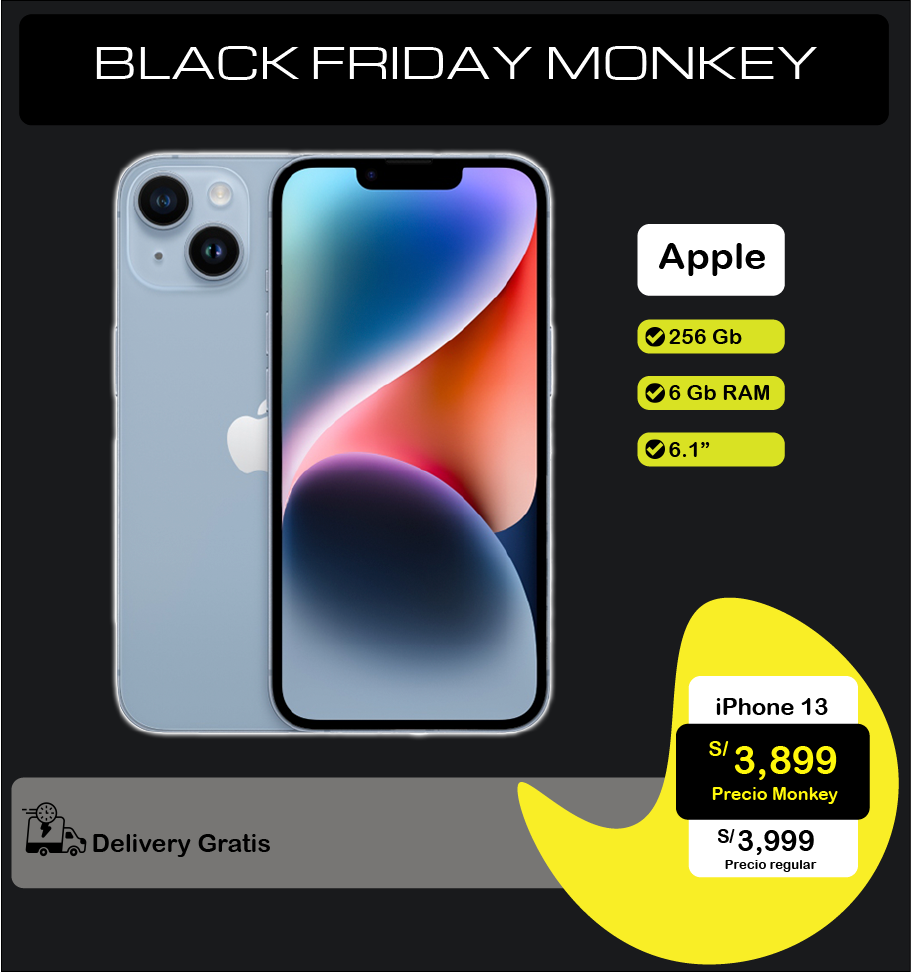 BLACK FRIDAY MONKEY
Apple
256 Gb
6 Gb RAM
6.1”
iPhone 13
S/ 3,899
Precio Monkey
S/ 3,999
Precio regular
Delivery Gratis